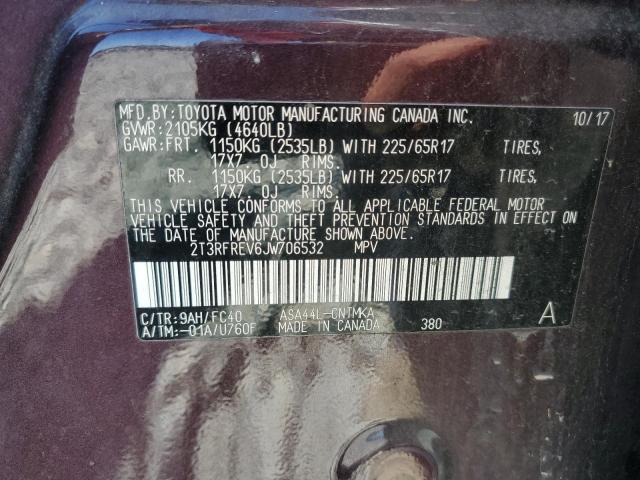 MFD.BY:TOYOTA MOTOR MANUFACTURING CANADA INC. 10/17
GVWR:2105KG (4640LB)
GAWR:FRT. 1150KG (2535LB) WITH 225/65R17 TIRES,
17X7 0J RIMS.
RR. 1150KG (2535LB) WITH 225/65R17 TIRES,
17X7 0J RIMS.
THIS VEHICLE CONFORMS TO ALL APPLICABLE FEDERAL MOTOR
VEHICLE SAFETY AND THEFT PREVENTION STANDARDS IN EFFECT ON
THE DATE OF MANUFACTURE SHOWN ABOVE.
2T3RFREV6JW706532 MPV
C/TR:9AH/FC40 ASA44L-CNTMKA A
A/TM:-01A/U760F MADE IN CANADA 380